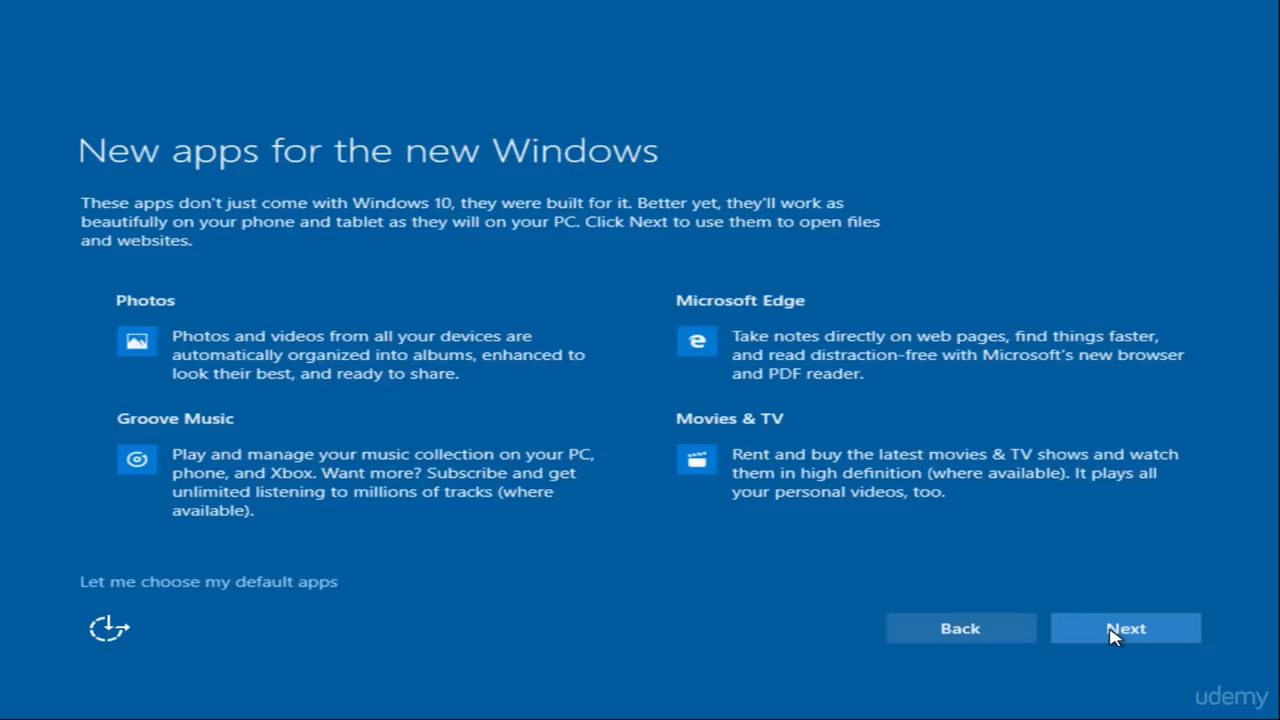 New apps for the new Windows
These apps don't just come with Windows 10, they were built for it. Better yet, they'll work as
beautifully on your phone and tablet as they will on your PC. Click Next to use them to open files
and websites.
Photos
Photos and videos from all your devices are
automatically organized into albums, enhanced to
look their best, and ready to share.
Microsoft Edge
Take notes directly on web pages, find things faster,
and read distraction-free with Microsoft's new browser
and PDF reader.
Groove Music
Play and manage your music collection on your PC,
phone, and Xbox. Want more? Subscribe and get
unlimited listening to millions of tracks (where
available).
Movies & TV
Rent and buy the latest movies & TV shows and watch
them in high definition (where available). It plays all
your personal videos, too.
Let me choose my default apps
Back
Next
udemy